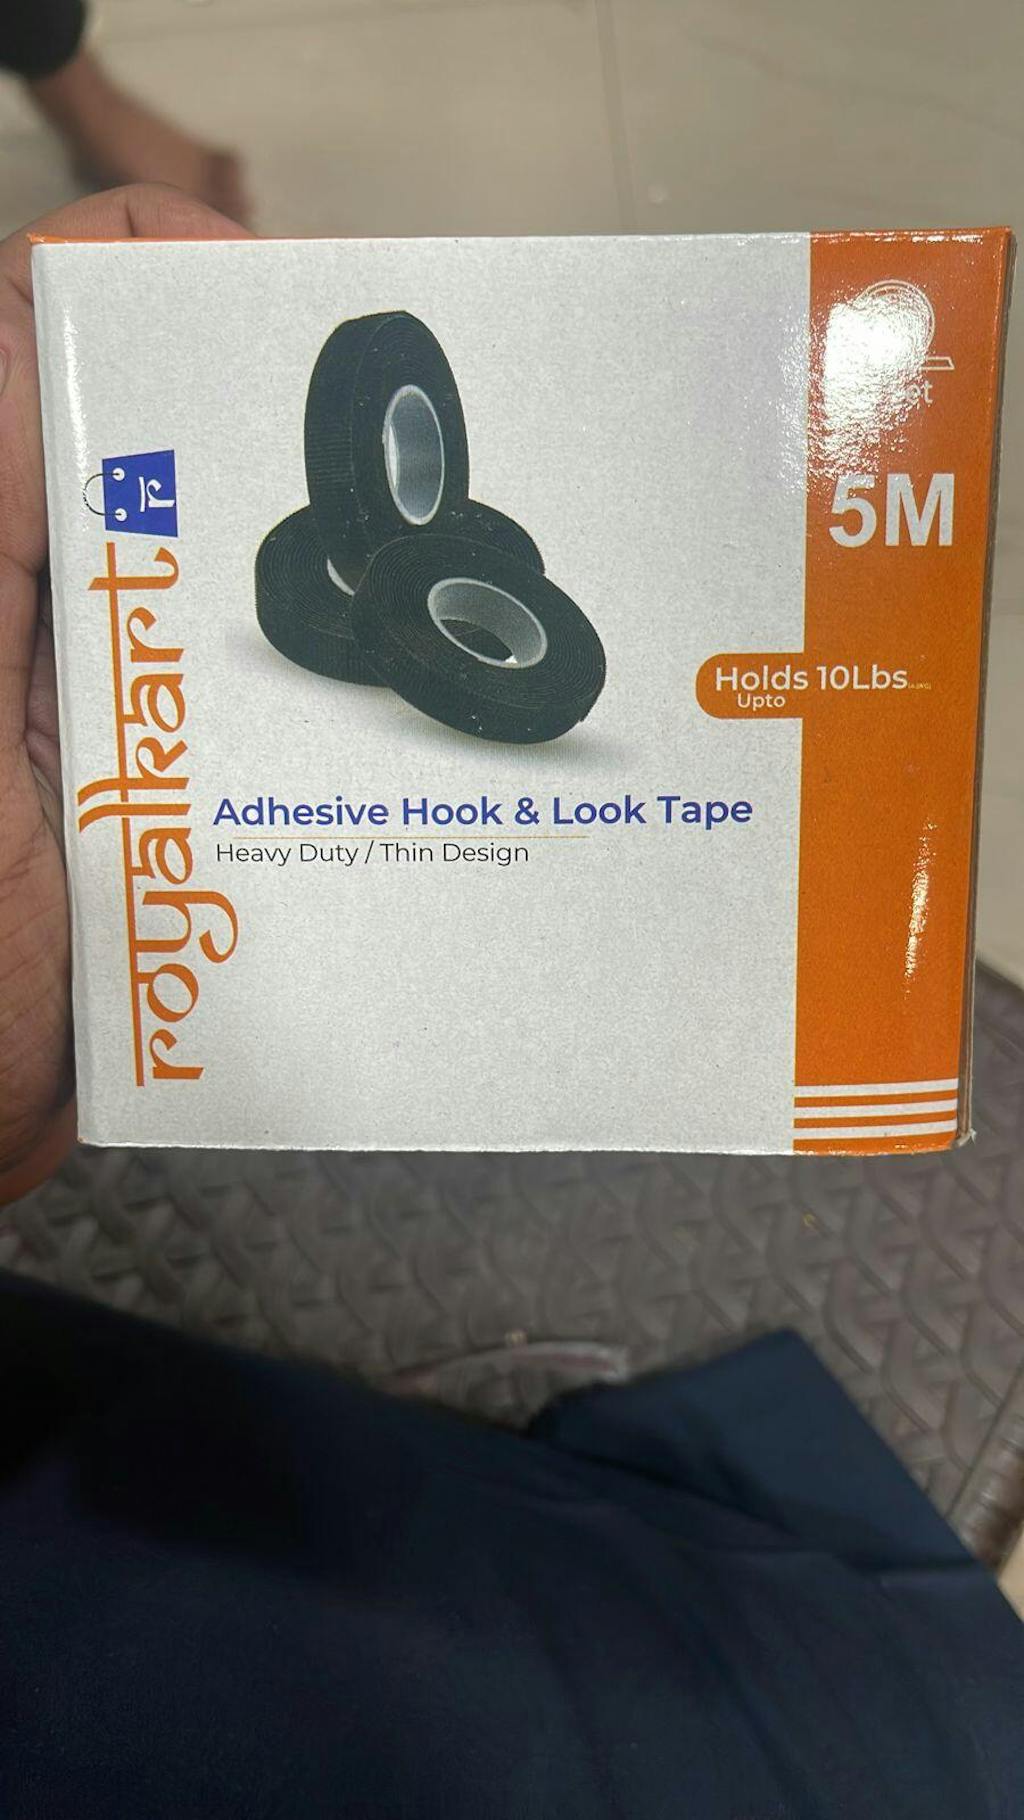 royalkart
5M
Holds 10Lbs
Upto
Adhesive Hook & Look Tape
Heavy Duty / Thin Design